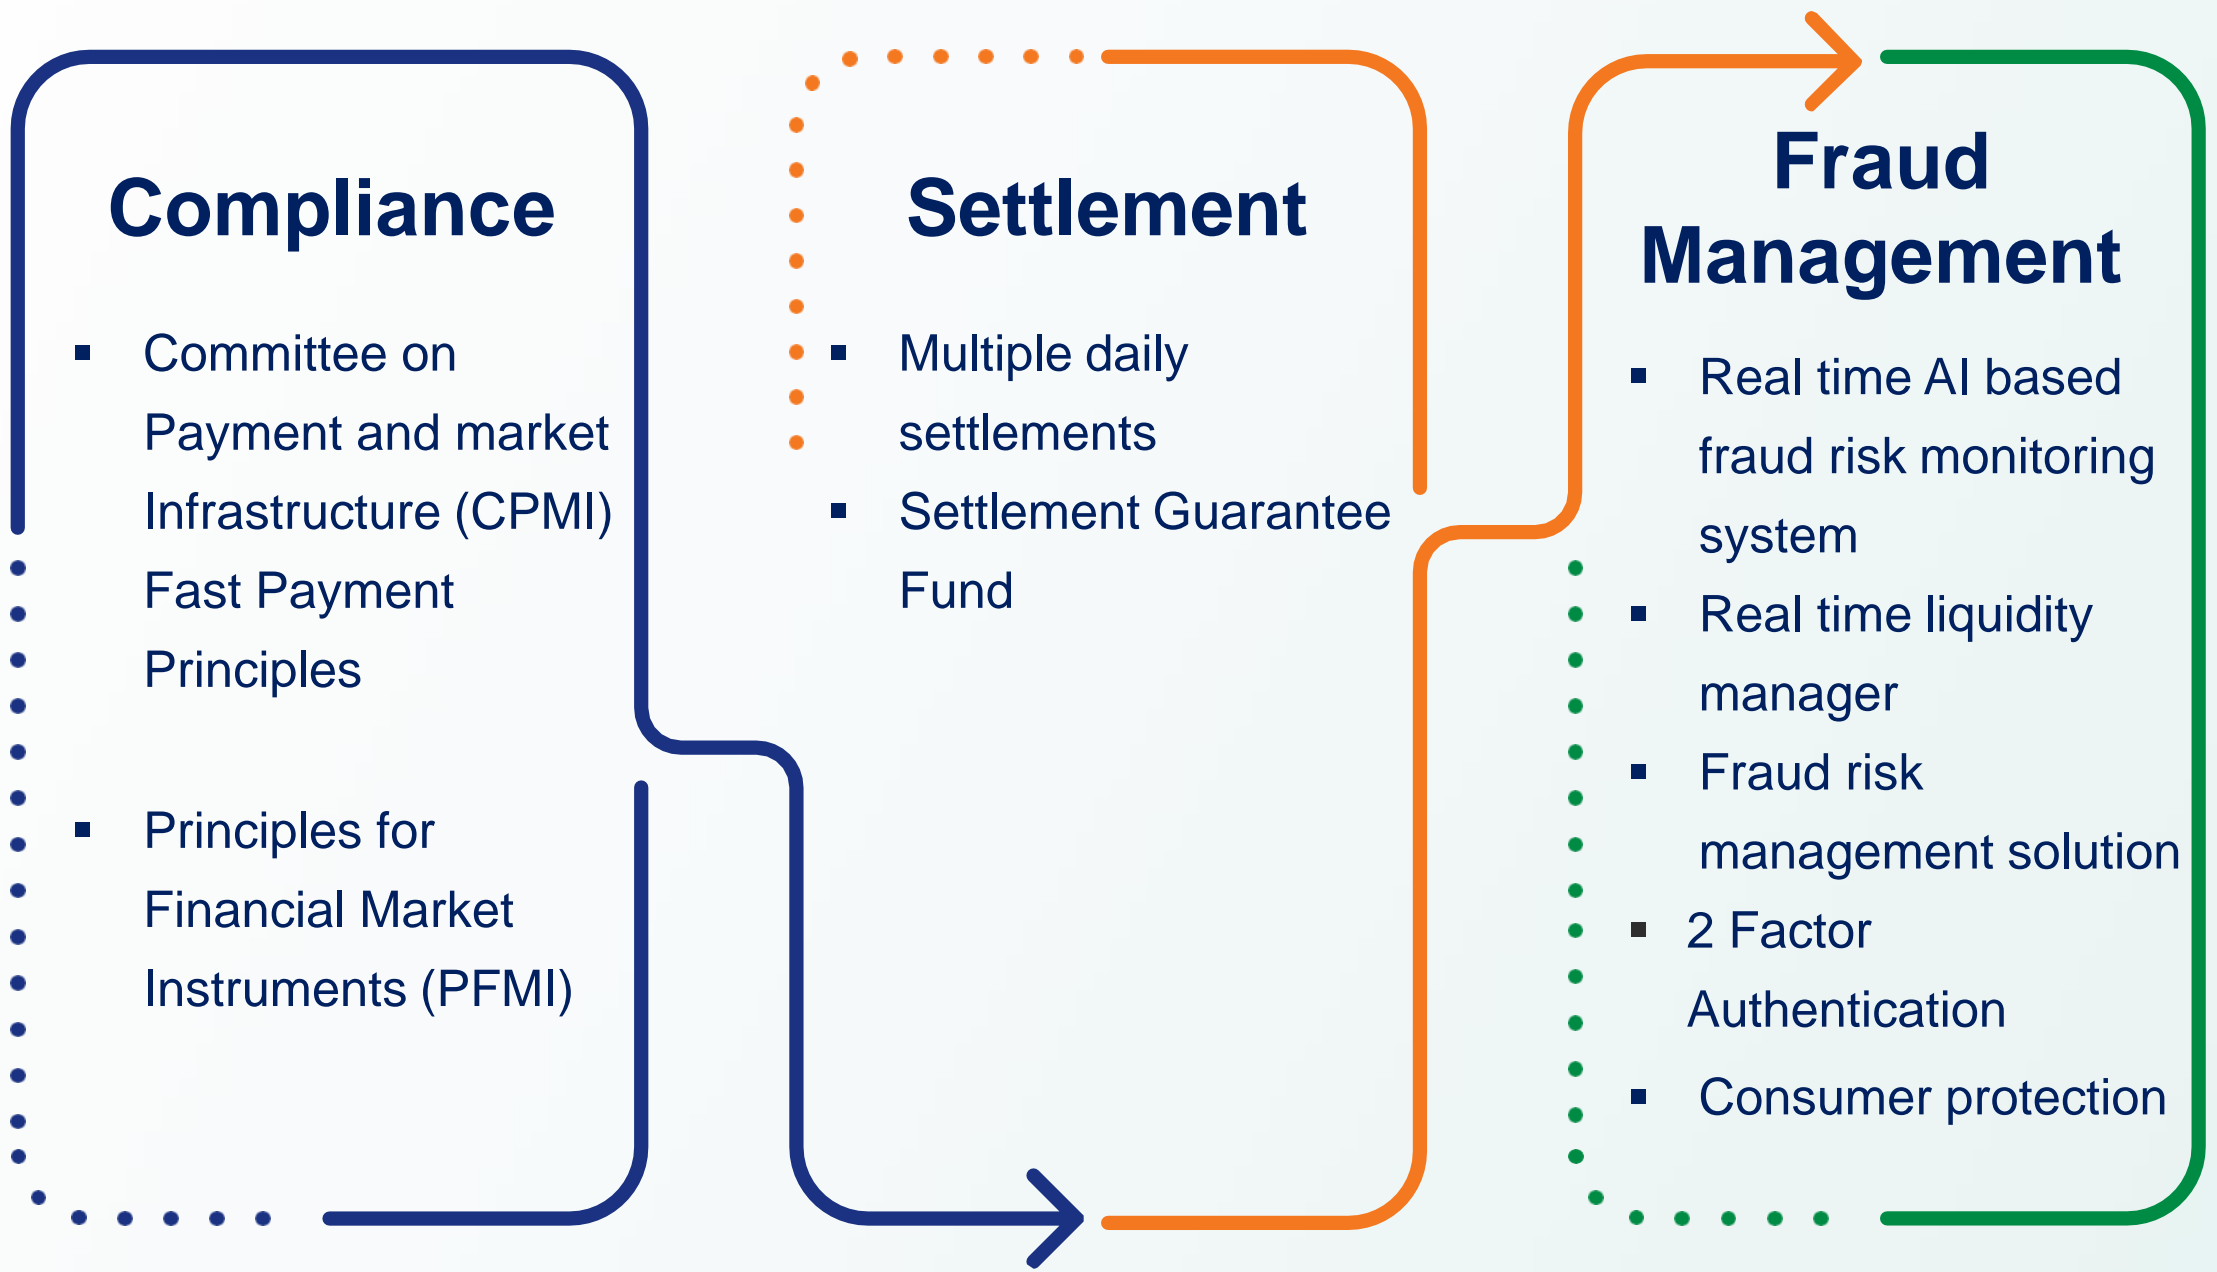 Compliance
▪ Committee on
Payment and market
Infrastructure (CPMI)
Fast Payment
Principles
▪ Principles for
Financial Market
Instruments (PFMI)
Settlement
▪ Multiple daily
settlements
▪ Settlement Guarantee
Fund
Fraud
Management
▪ Real time AI based
fraud risk monitoring
system
▪ Real time liquidity
manager
▪ Fraud risk
management solution
▪ 2 Factor
Authentication
▪ Consumer protection